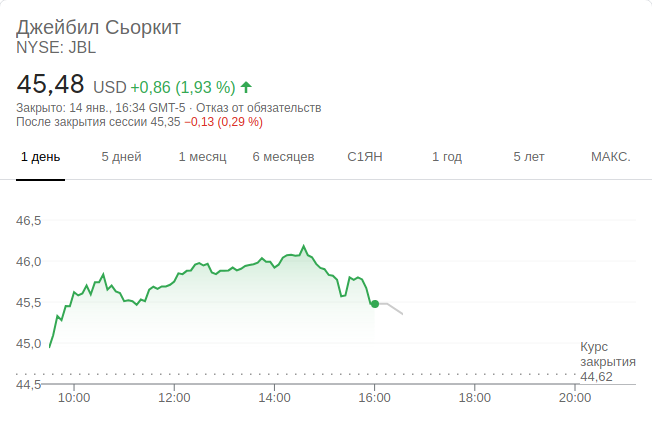 Джейбил Сьоркит
NYSE: JBL
45,48 USD +0,86 (1,93 %)
Закрыто: 14 янв., 16:34 GMT-5 · Отказ от обязательств
После закрытия сессии 45,35 −0,13 (0,29 %)
1 день 5 дней 1 месяц 6 месяцев С1ЯН 1 год 5 лет МАКС.
46,5
46,0
45,5
45,0
Курс
закрытия
44,62
44,5
10:00 12:00 14:00 16:00 18:00 20:00